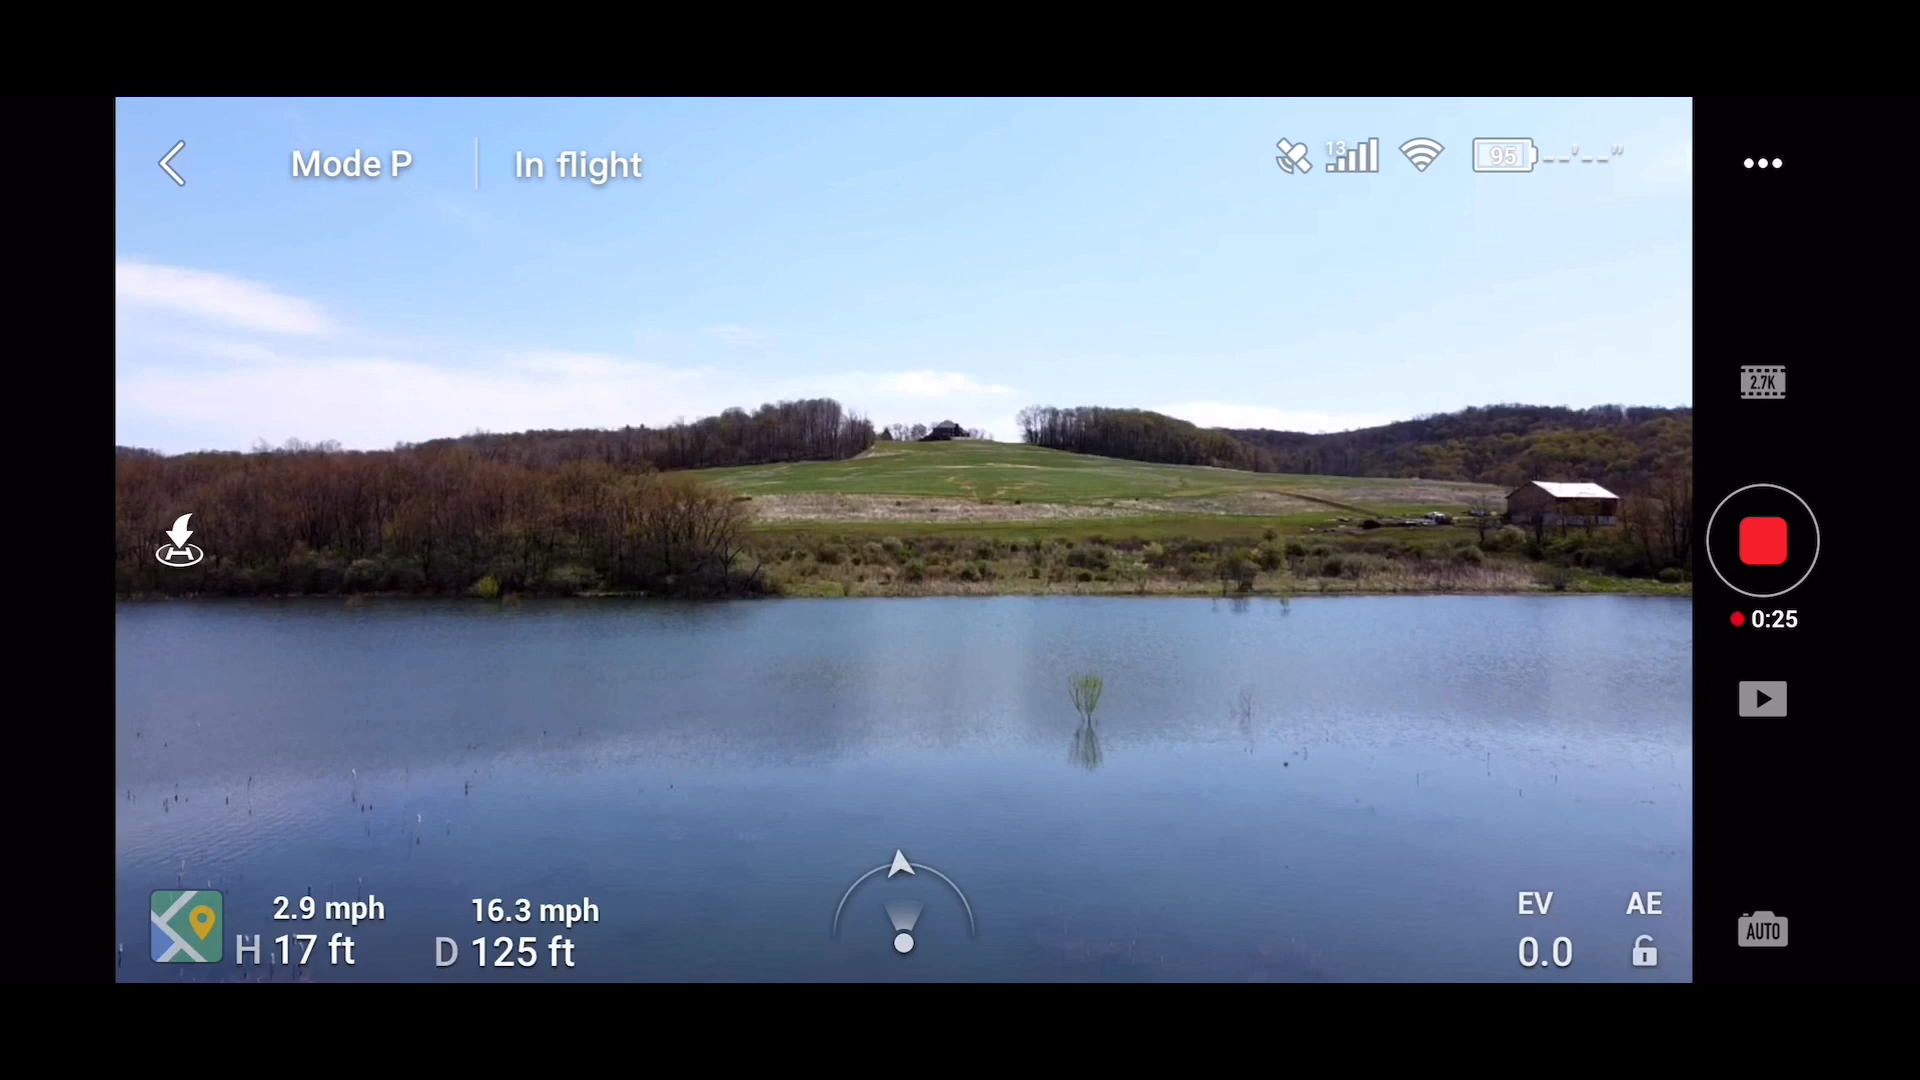 Mode P
In flight
13
95 --'--"
2.7K
0:25
2.9 mph
16.3 mph
H 17 ft
D 125 ft
EV
AE
0.0
AUTO